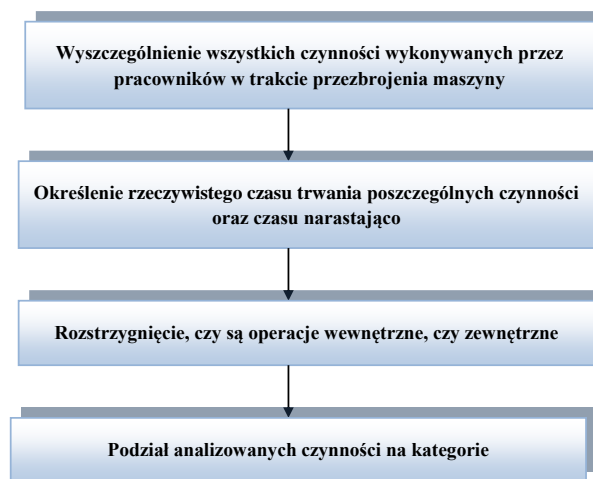 Wyszczególnienie wszystkich czynności wykonywanych przez
pracowników w trakcie przezbrojenia maszyny
Określenie rzeczywistego czasu trwania poszczególnych czynności
oraz czasu narastająco
Rozstrzygnięcie, czy są operacje wewnętrzne, czy zewnętrzne
Podział analizowanych czynności na kategorie